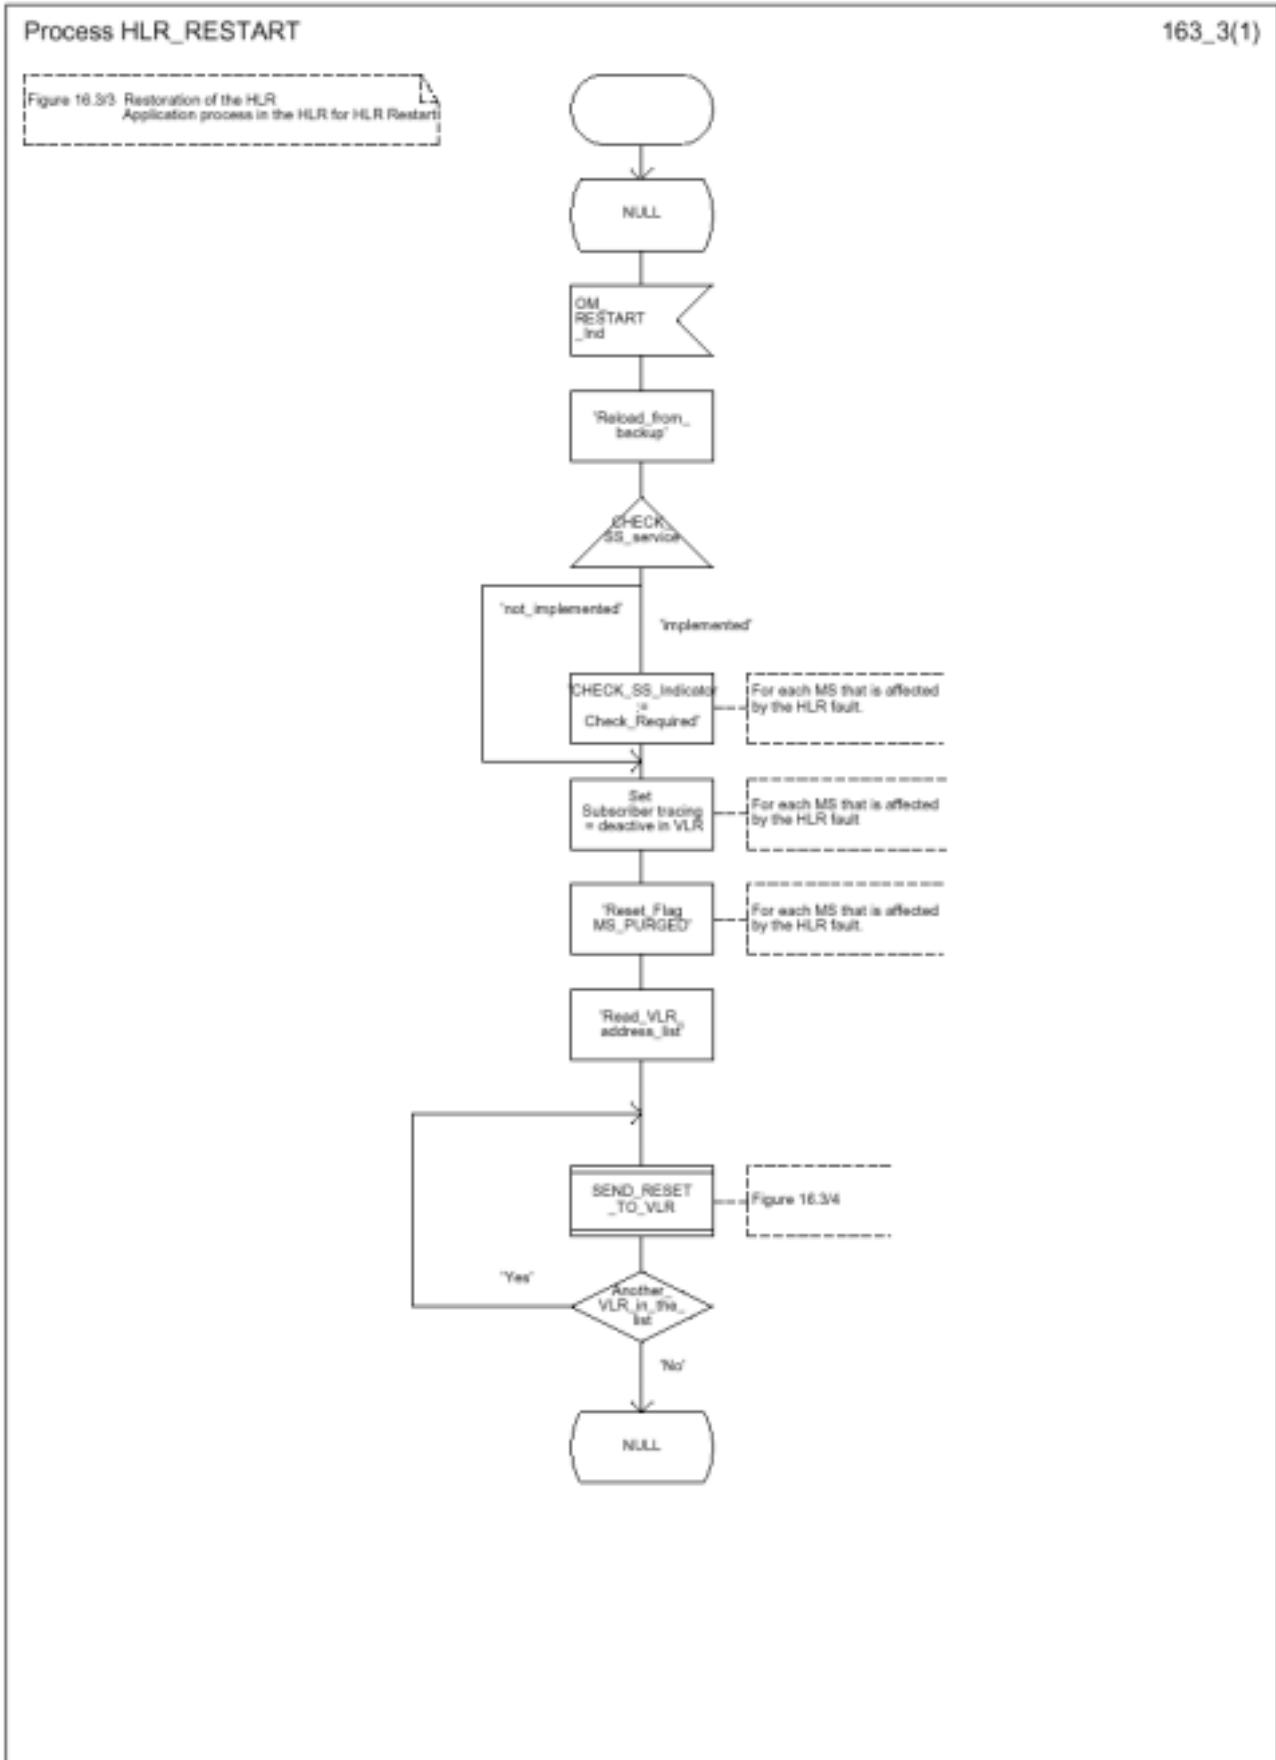 Process HLR_RESTART
163_3(1)
Figure 16.3/3 Restoration of the HLR
Application process in the HLR for HLR Restart
NULL
OM_
RESTART
_Ind
'Reload_from_
backup'
CHECK_
SS_service
'not_implemented'
'implemented'
'CHECK_SS_Indicator
:=
Check_Required'
For each MS that is affected
by the HLR fault.
Set
Subscriber tracing
= deactive in VLR
For each MS that is affected
by the HLR fault
'Reset_Flag
MS_PURGED'
For each MS that is affected
by the HLR fault.
'Read_VLR_
address_list'
SEND_RESET
_TO_VLR
Figure 16.3/4
'Yes'
Another_
VLR_in_the_
list
'No'
NULL